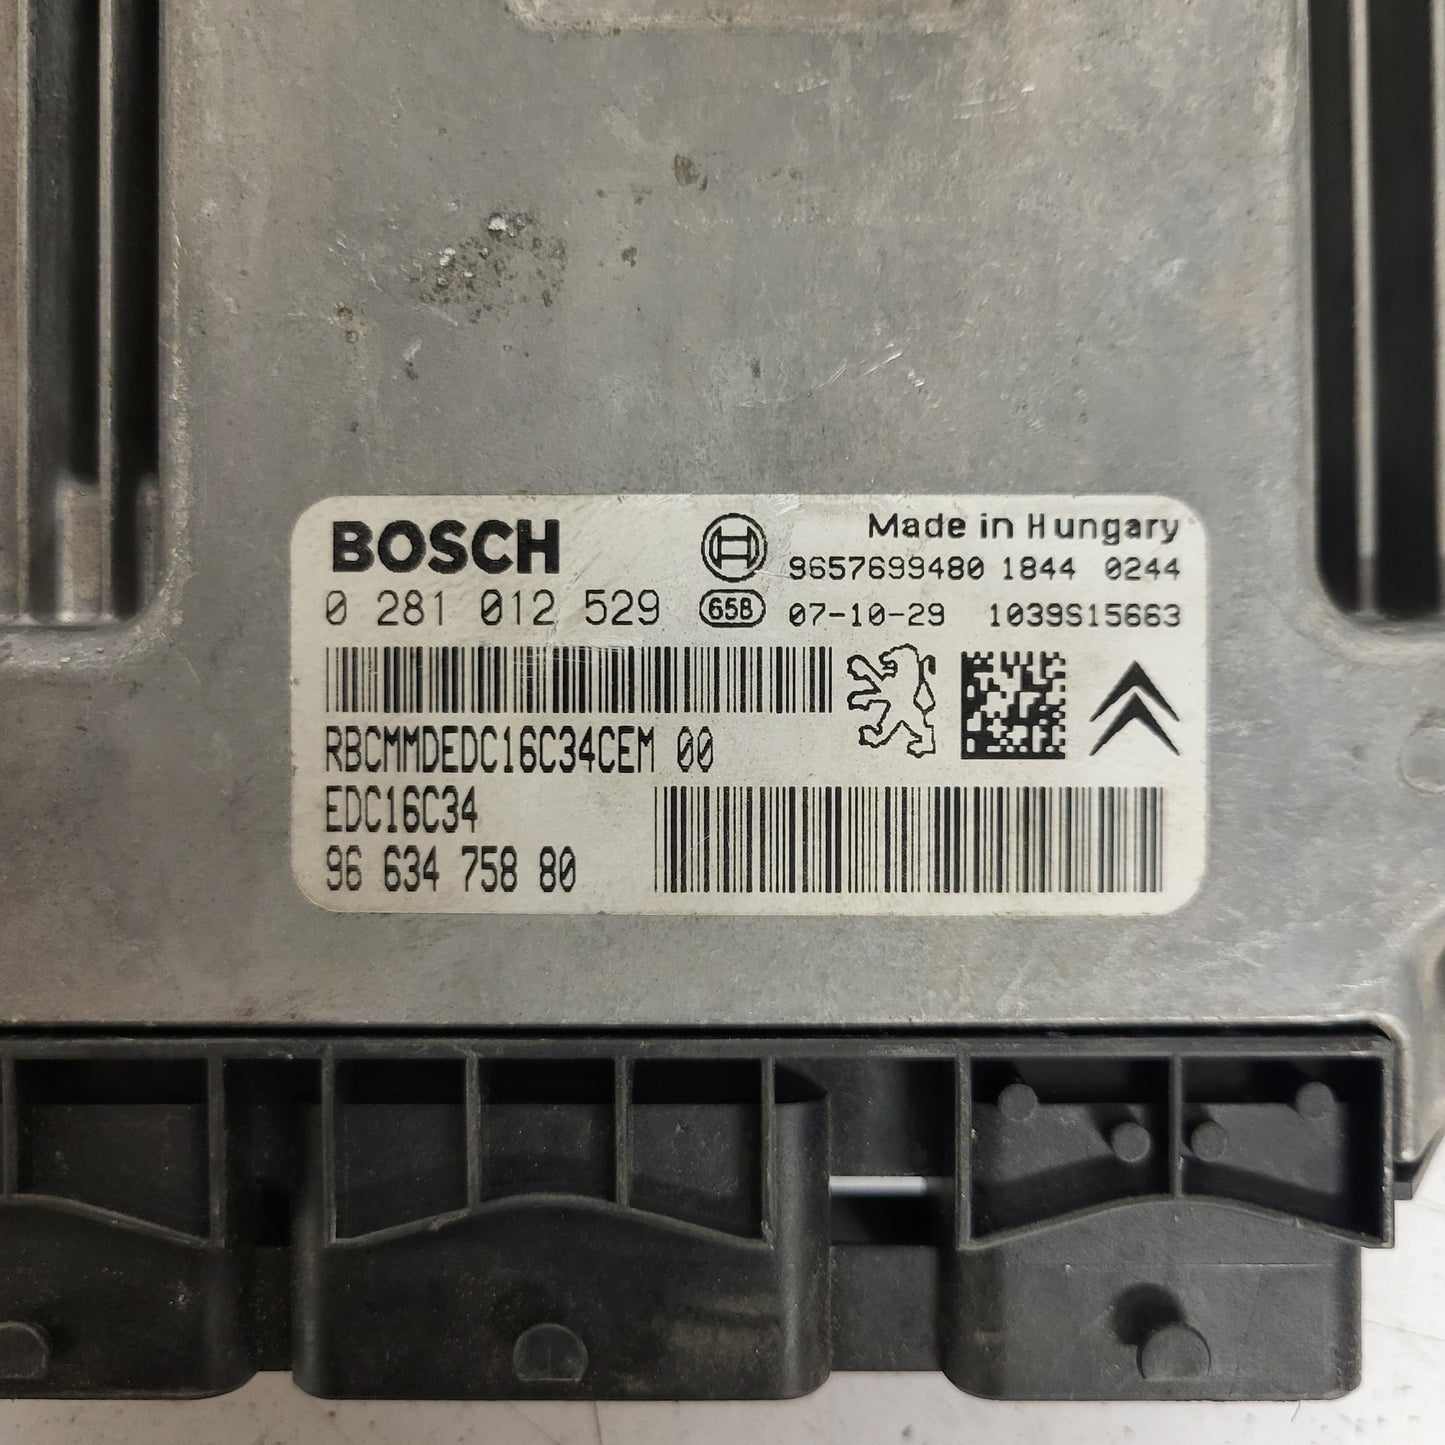 BOSCH
Made in Hungary
9657699480 1844 0244
0 281 012 529
658 07-10-29 1039S15663
RBCMMDEDC16C34CEM 00
EDC16C34
96 634 758 80